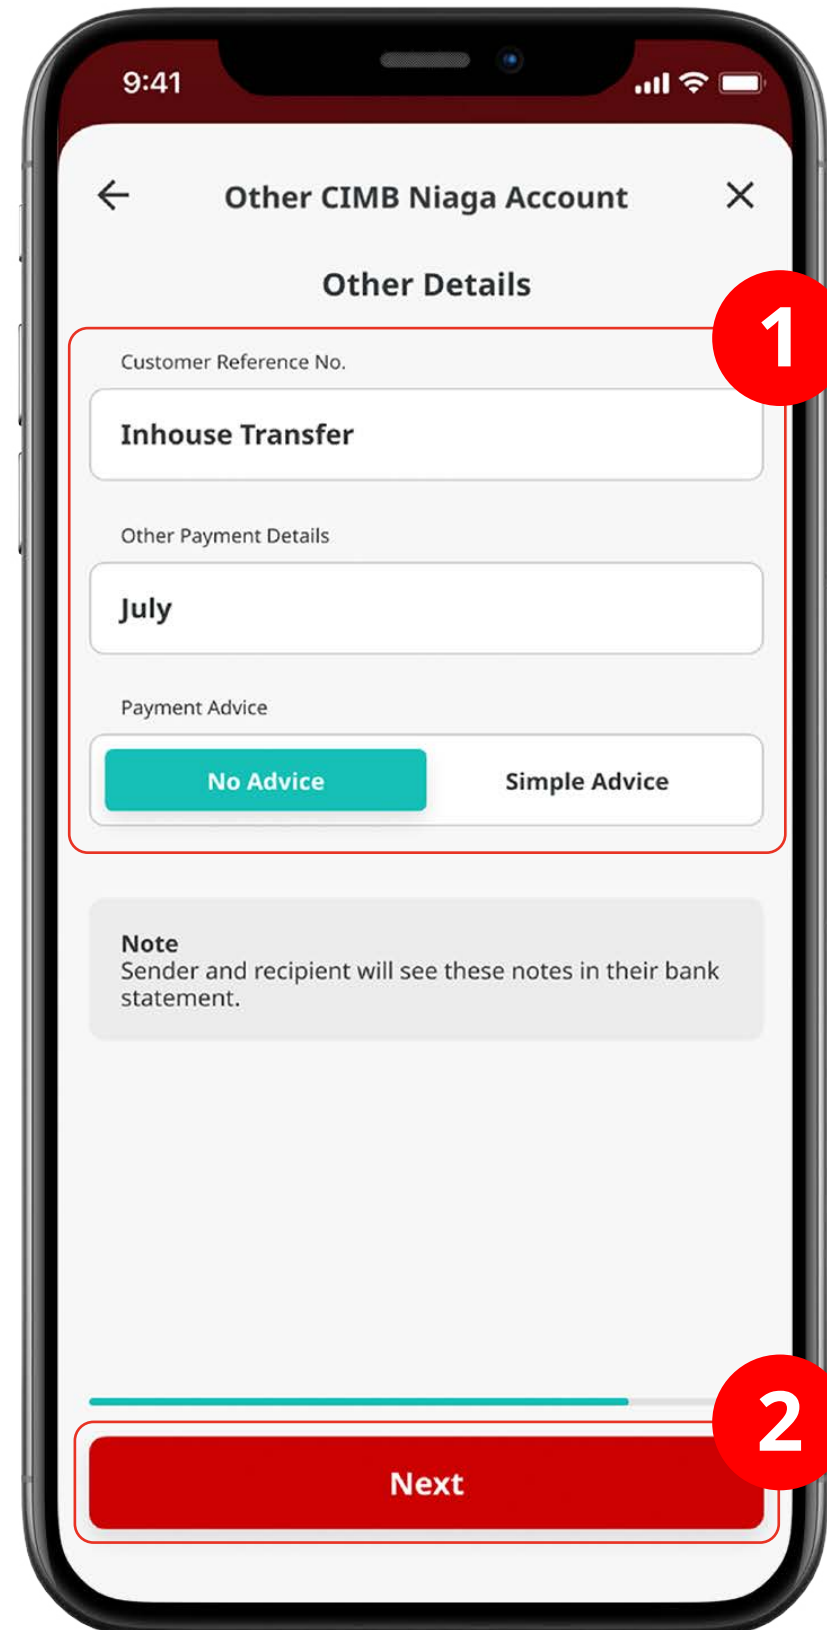 9:41
Other CIMB Niaga Account
Other Details
1
Customer Reference No.
Inhouse Transfer
Other Payment Details
July
Payment Advice
No Advice
Simple Advice
Note
Sender and recipient will see these notes in their bank
statement.
2
Next